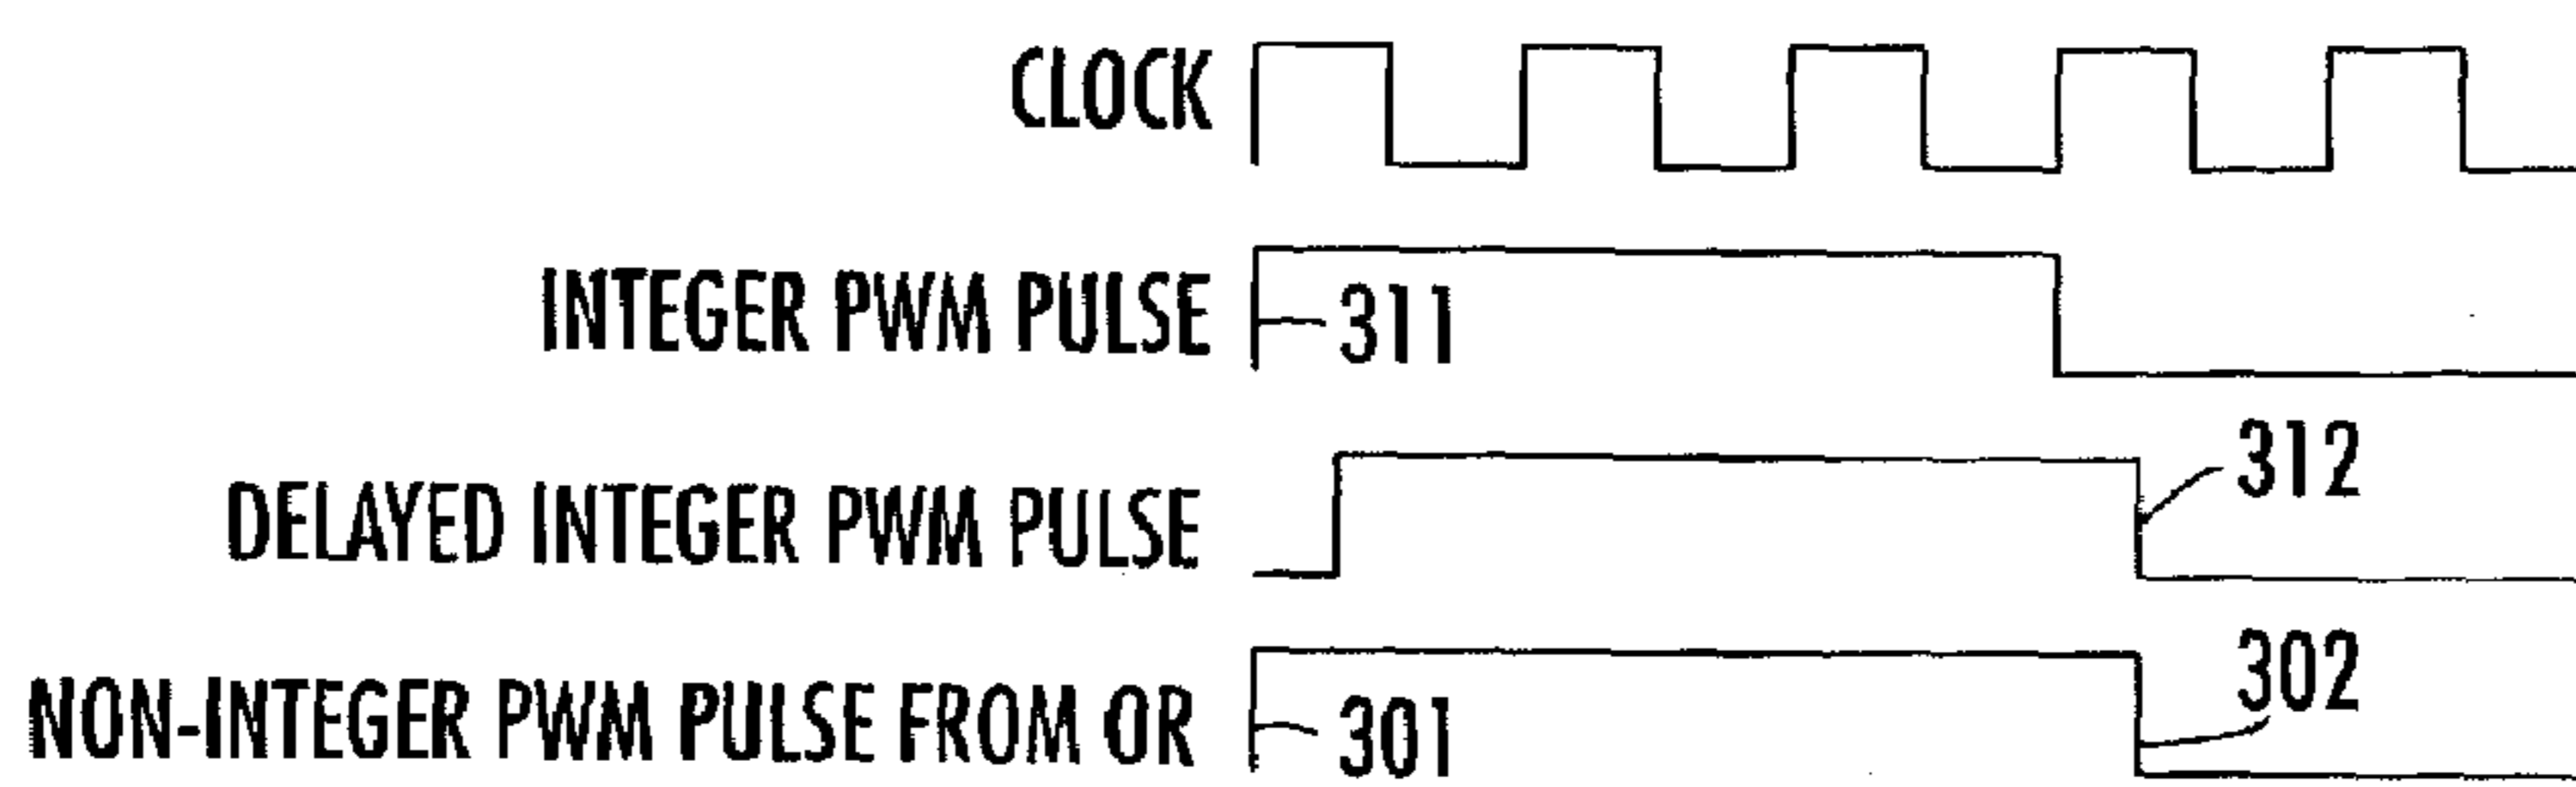 CLOCK
INTEGER PWM PULSE
311
DELAYED INTEGER PWM PULSE
312
NON-INTEGER PWM PULSE FROM OR
301
302